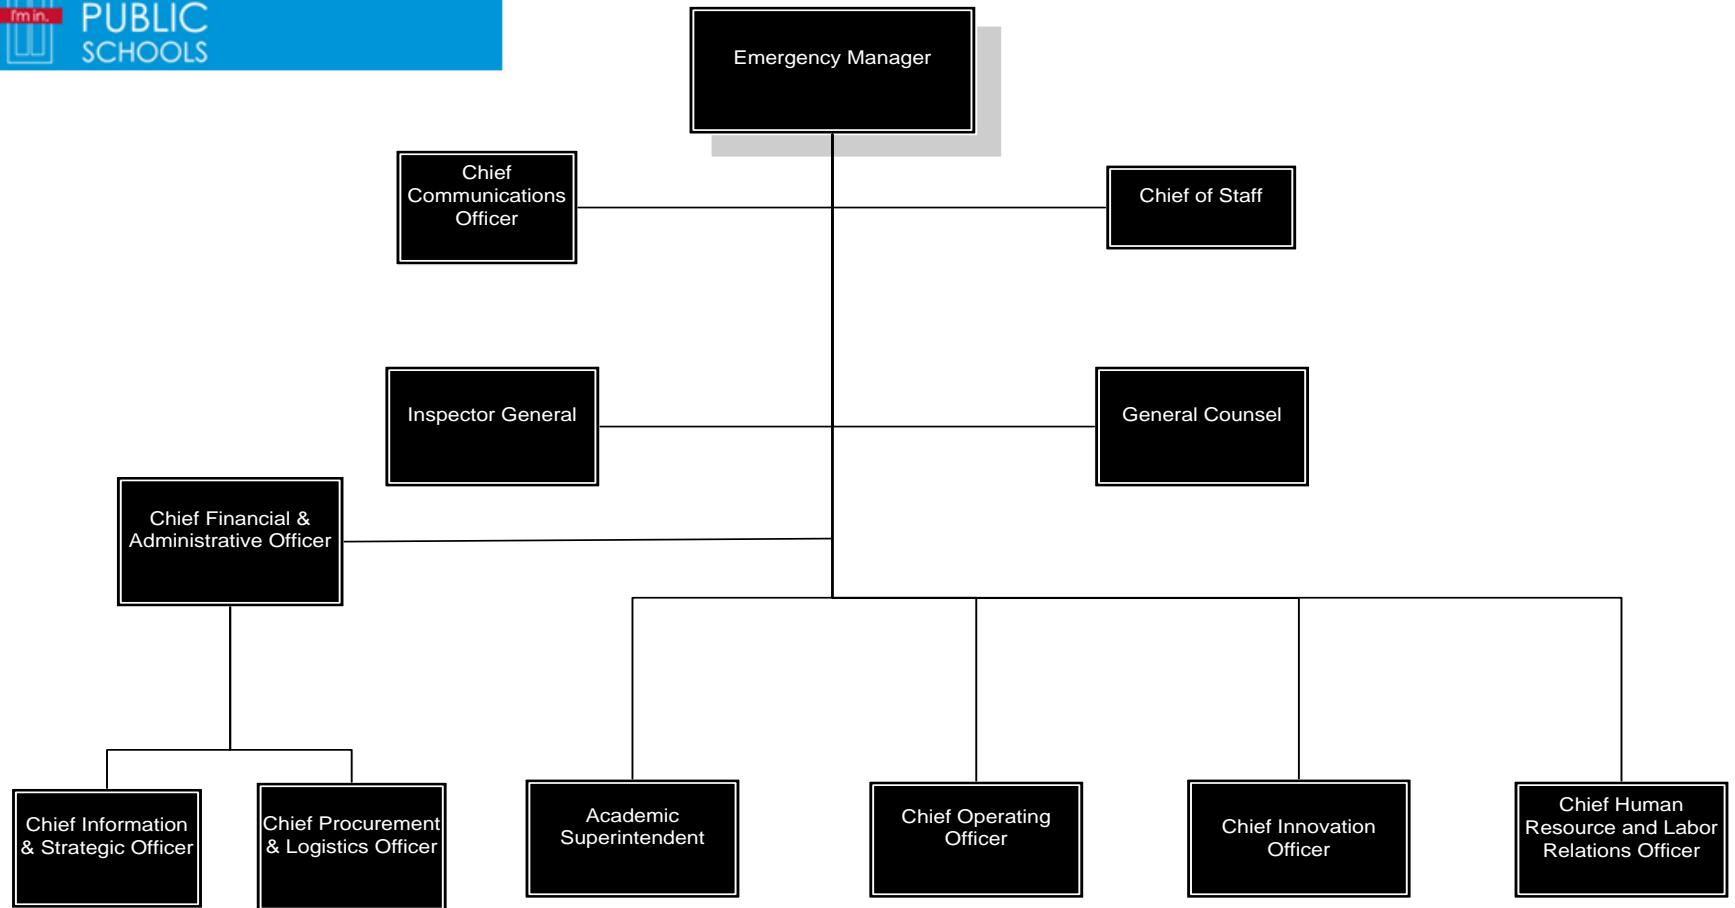 I'm in.
PUBLIC
SCHOOLS
Emergency Manager
Chief
Communications
Officer
Chief of Staff
Inspector General
General Counsel
Chief Financial &
Administrative Officer
Chief Information
& Strategic Officer
Chief Procurement
& Logistics Officer
Academic
Superintendent
Chief Operating
Officer
Chief Innovation
Officer
Chief Human
Resource and Labor
Relations Officer